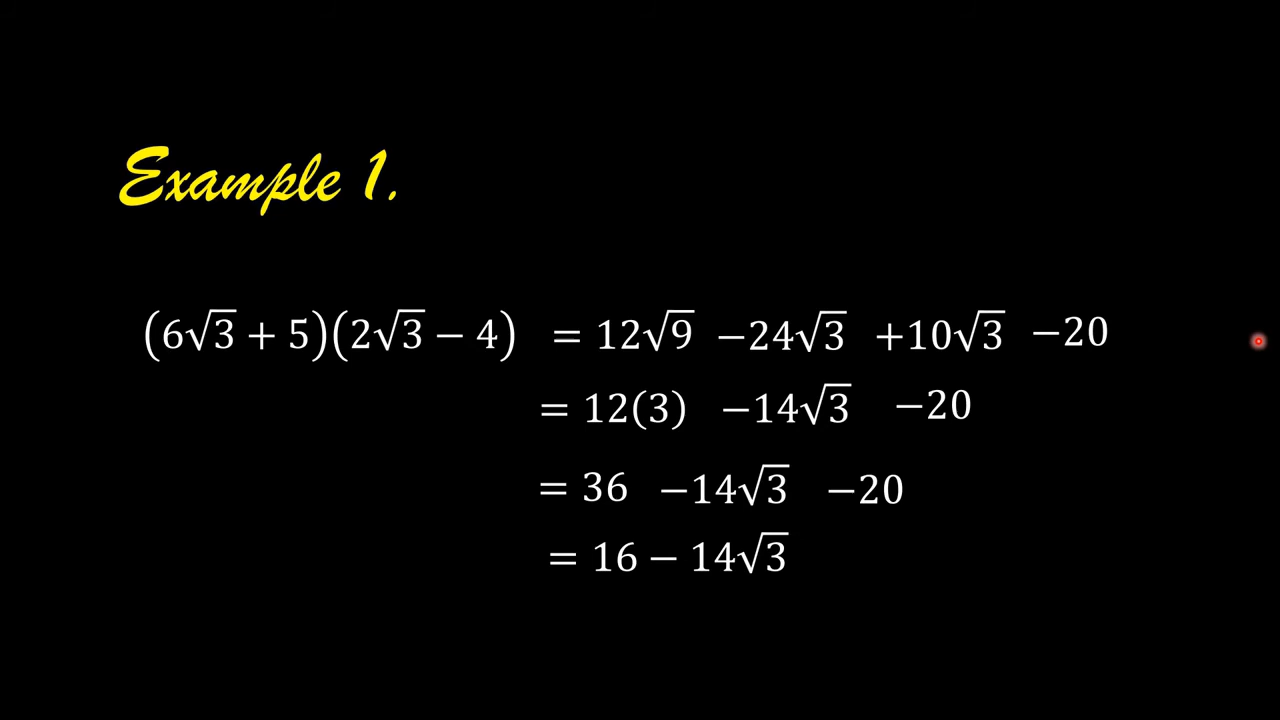 Example 1.
(6√3 + 5)(2√3 − 4) = 12√9 −24√3 +10√3 −20
= 12(3) −14√3 −20
= 36 −14√3 −20
= 16 − 14√3